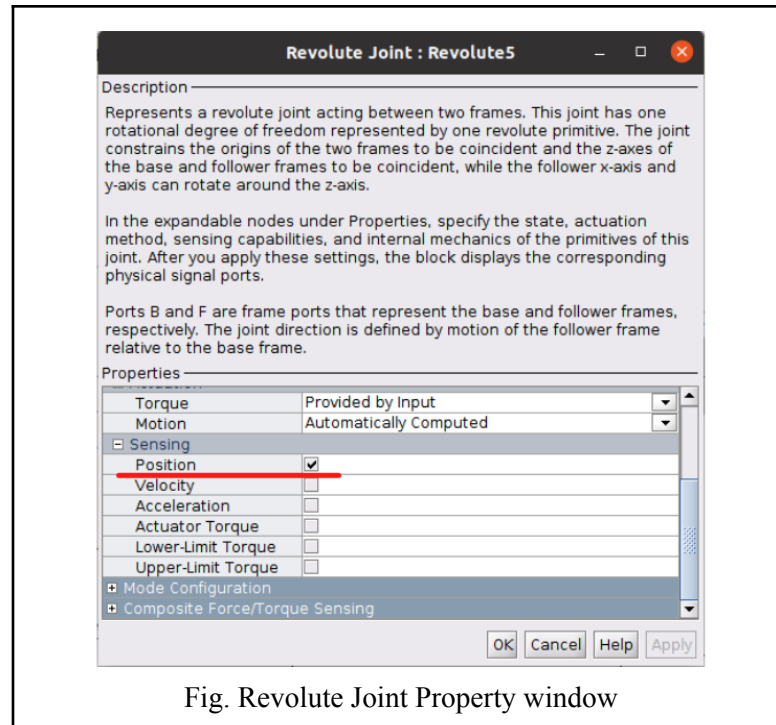 Revolute Joint : Revolute5
Description
Represents a revolute joint acting between two frames. This joint has one
rotational degree of freedom represented by one revolute primitive. The joint
constrains the origins of the two frames to be coincident and the z-axes of
the base and follower frames to be coincident, while the follower x-axis and
y-axis can rotate around the z-axis.
In the expandable nodes under Properties, specify the state, actuation
method, sensing capabilities, and internal mechanics of the primitives of this
joint. After you apply these settings, the block displays the corresponding
physical signal ports.
Ports B and F are frame ports that represent the base and follower frames,
respectively. The joint direction is defined by motion of the follower frame
relative to the base frame.
Properties
Torque Provided by Input
Motion Automatically Computed
Sensing
Position
Velocity
Acceleration
Actuator Torque
Lower-Limit Torque
Upper-Limit Torque
Mode Configuration
Composite Force/Torque Sensing
OK Cancel Help Apply
Fig. Revolute Joint Property window